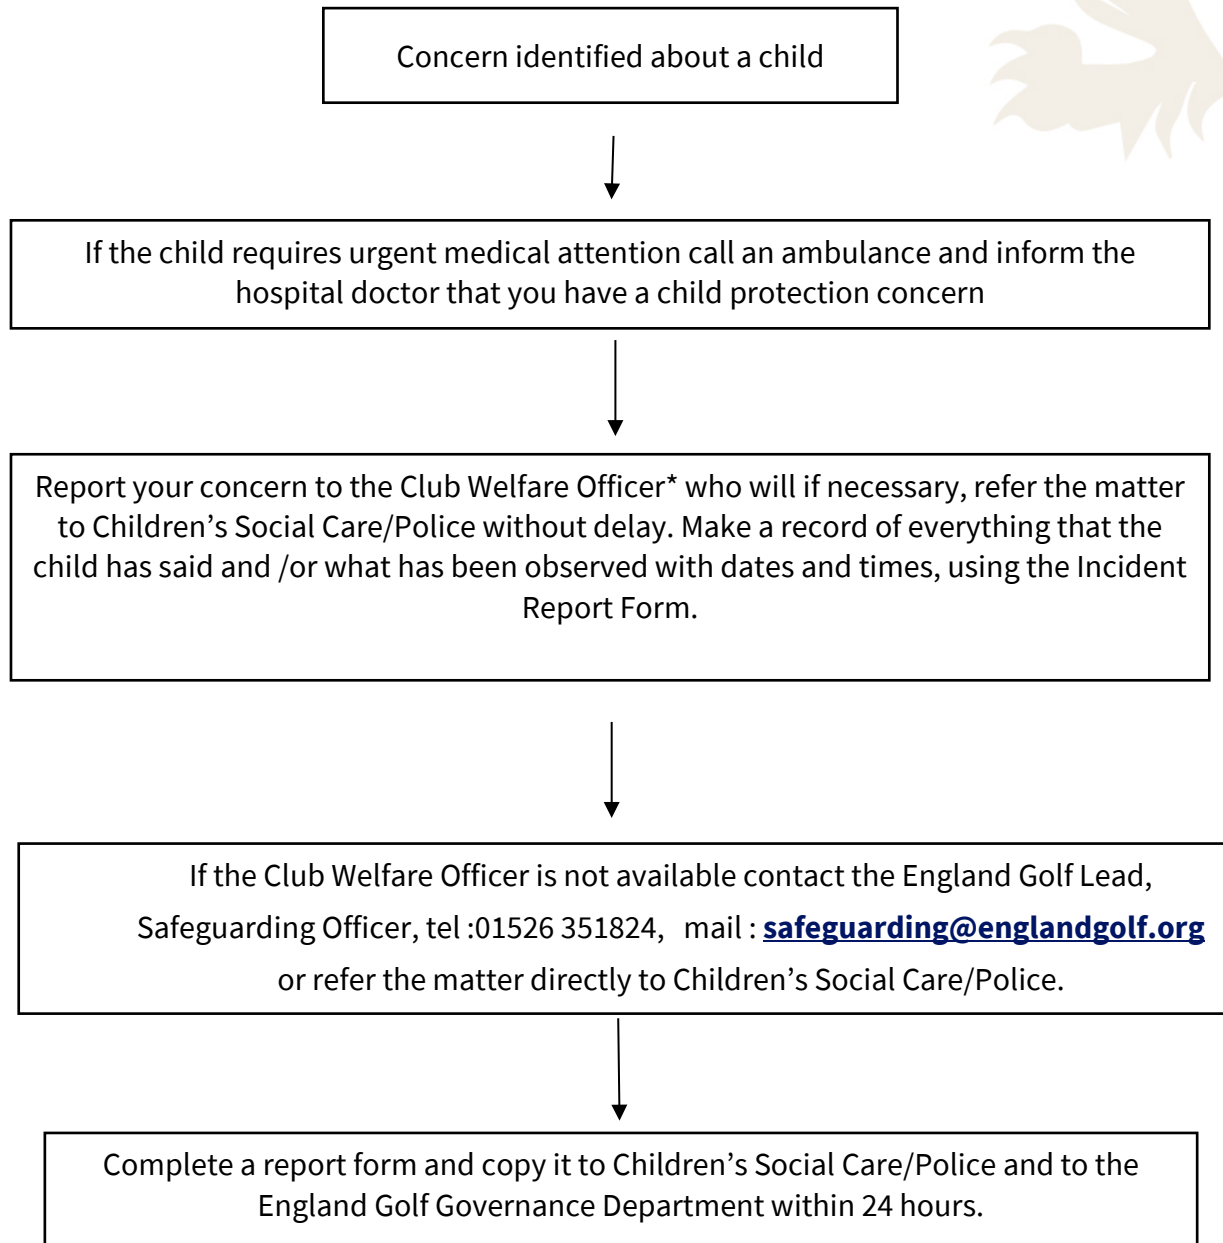 Concern identified about a child
If the child requires urgent medical attention call an ambulance and inform the
hospital doctor that you have a child protection concern
Report your concern to the Club Welfare Officer* who will if necessary, refer the matter
to Children’s Social Care/Police without delay. Make a record of everything that the
child has said and /or what has been observed with dates and times, using the Incident
Report Form.
If the Club Welfare Officer is not available contact the England Golf Lead,
Safeguarding Officer, tel :01526 351824, mail : safeguarding@englandgolf.org
or refer the matter directly to Children’s Social Care/Police.
Complete a report form and copy it to Children’s Social Care/Police and to the
England Golf Governance Department within 24 hours.